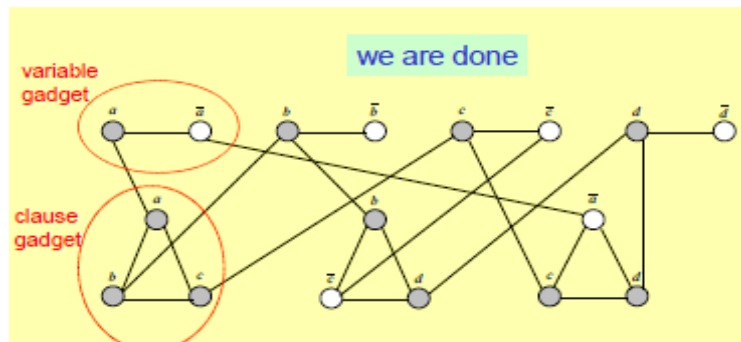 we are done
variable
gadget
a a̅ b b̅ c c̅ d d̅
clause
gadget
a b a̅
b c c̅ d c d